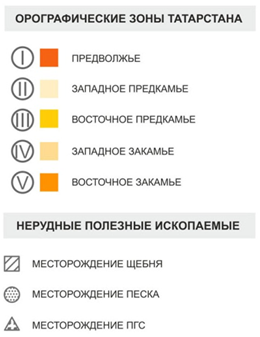 ОРОГРАФИЧЕСКИЕ ЗОНЫ ТАТАРСТАНА
I ПРЕДВОЛЖЬЕ
II ЗАПАДНОЕ ПРЕДКАМЬЕ
III ВОСТОЧНОЕ ПРЕДКАМЬЕ
IV ЗАПАДНОЕ ЗАКАМЬЕ
V ВОСТОЧНОЕ ЗАКАМЬЕ
НЕРУДНЫЕ ПОЛЕЗНЫЕ ИСКОПАЕМЫЕ
МЕСТОРОЖДЕНИЕ ЩЕБНЯ
МЕСТОРОЖДЕНИЕ ПЕСКА
МЕСТОРОЖДЕНИЕ ПГС